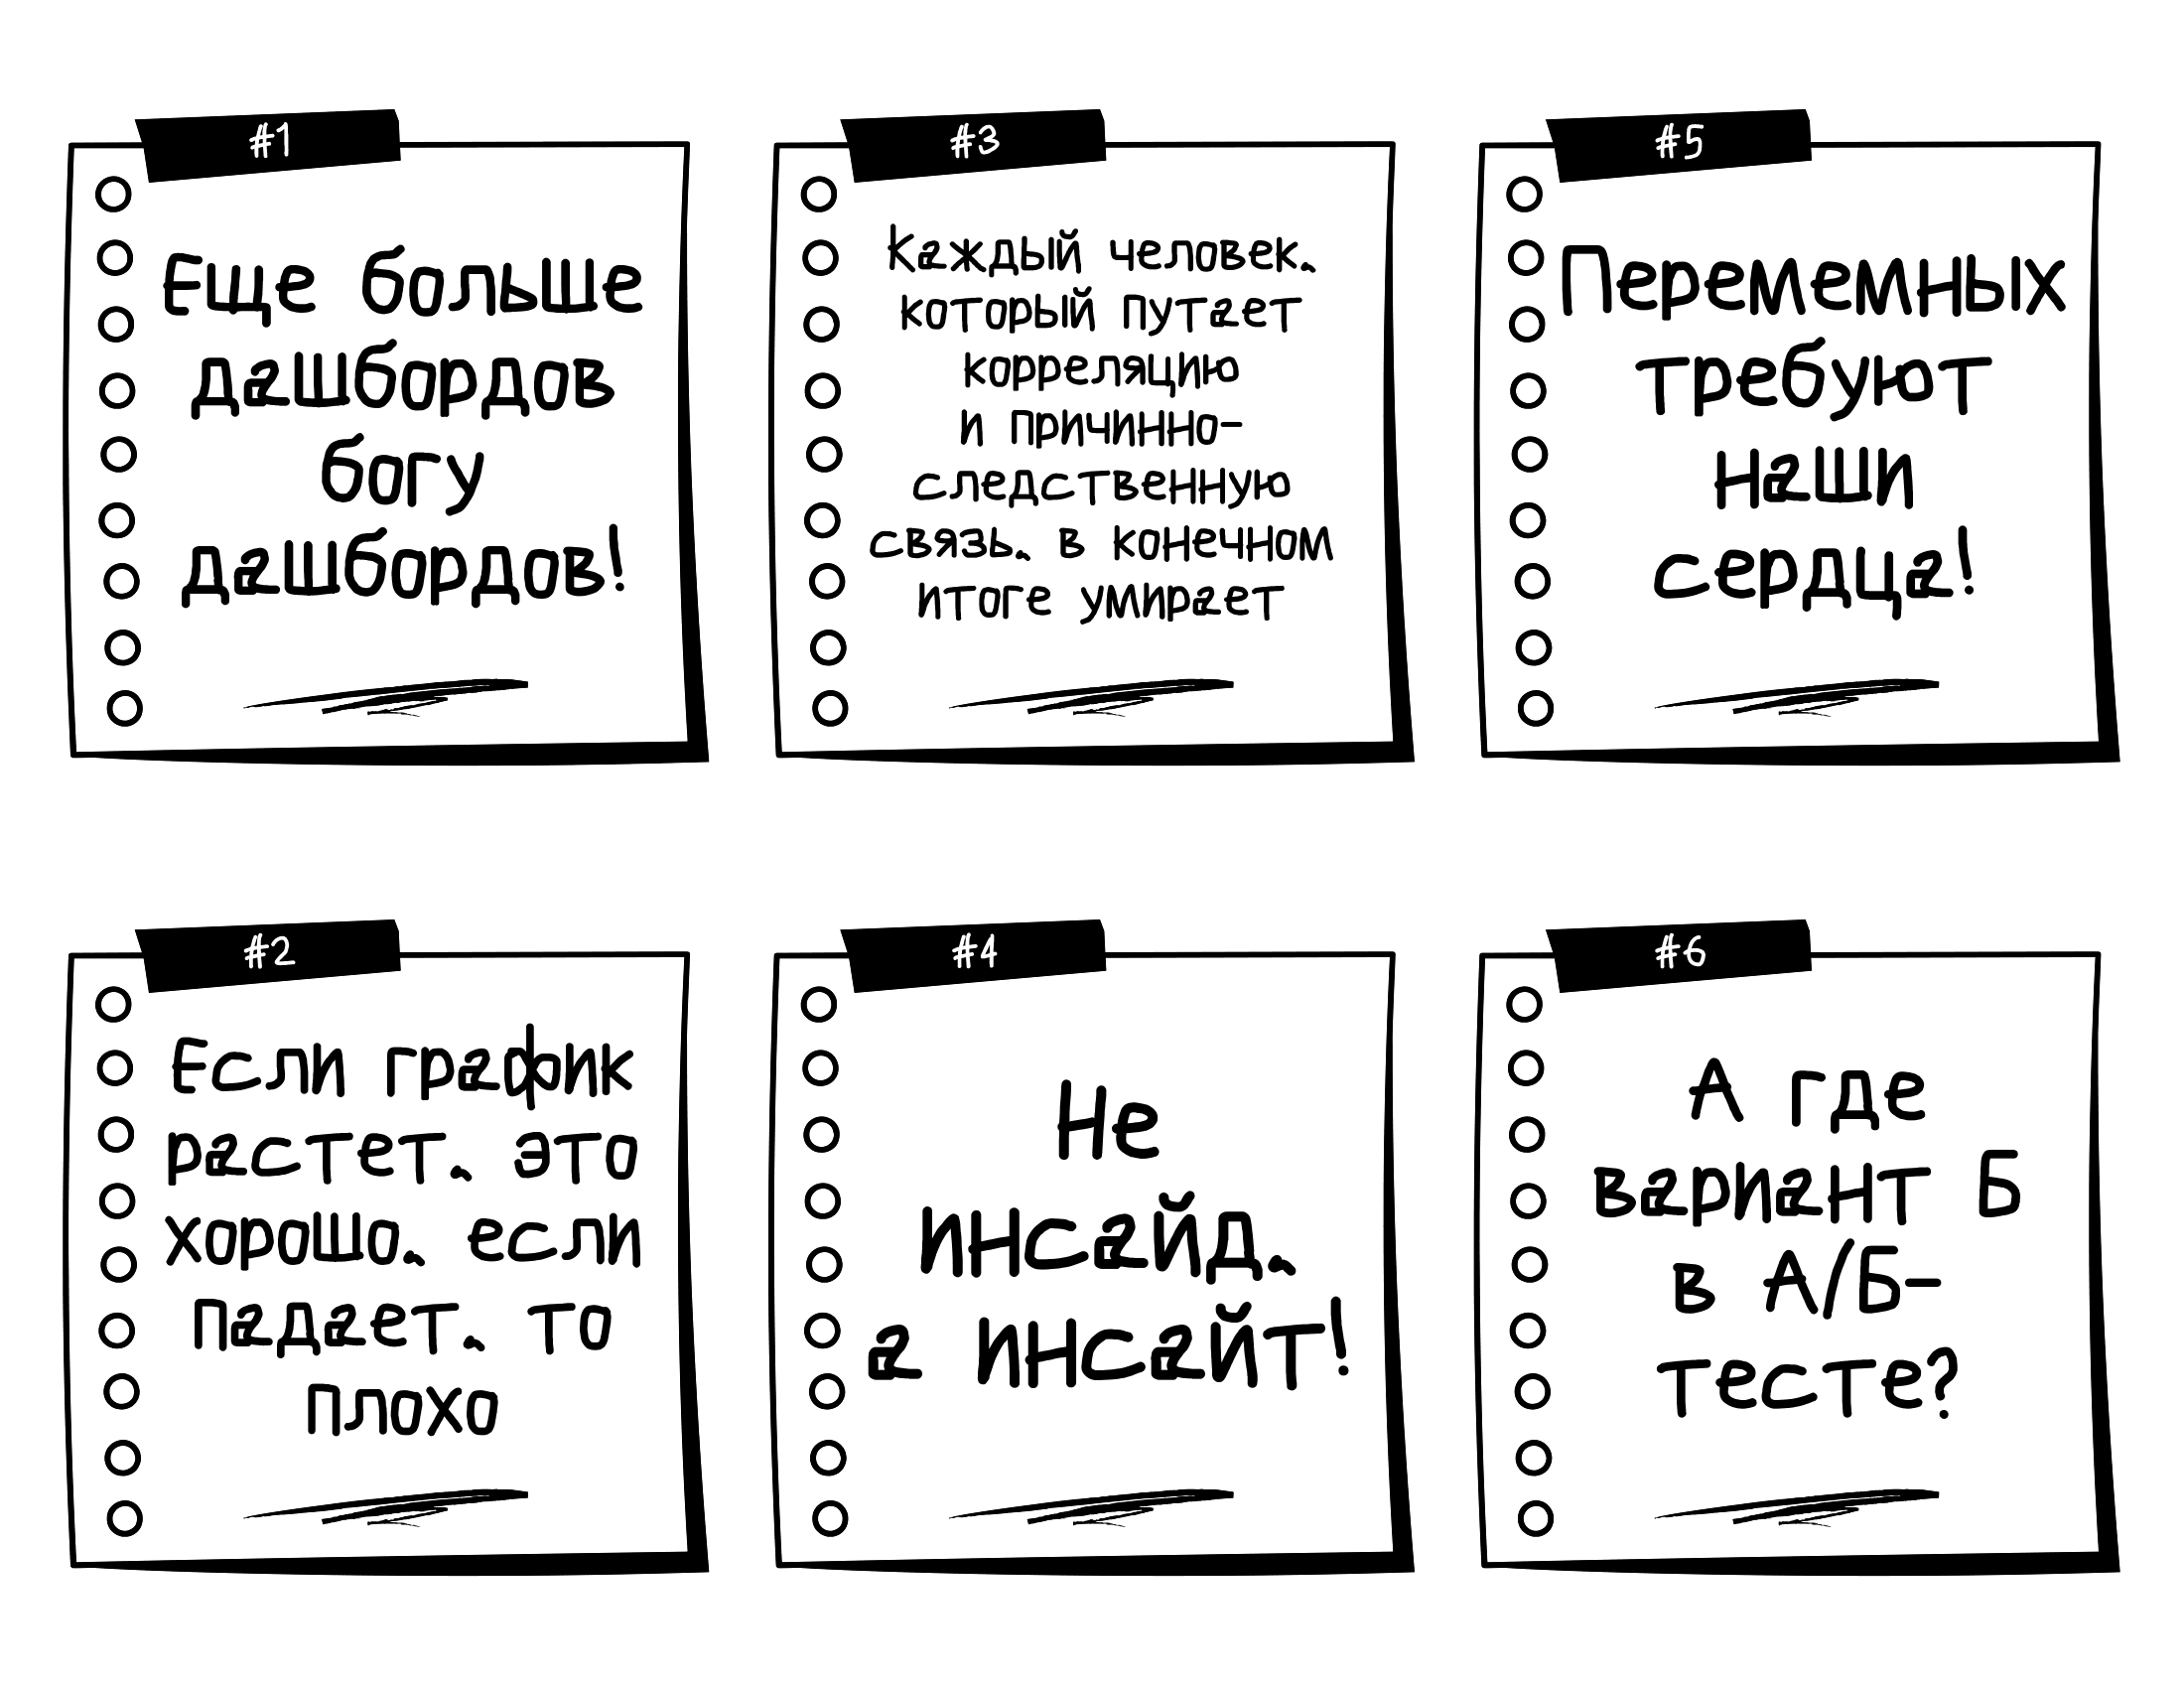 #1
Еще больше
дашбордов
богу
дашбордов!
#3
Каждый человек,
который путает
корреляцию
и причинно-
следственную
связь, в конечном
итоге умирает
#5
Перемемных
требуют
наши
сердца!
#2
Если график
растет, это
хорошо, если
падает, то
плохо
#4
Не
инсайд,
а инсайт!
#6
А где
вариант Б
в А/Б-
тесте?